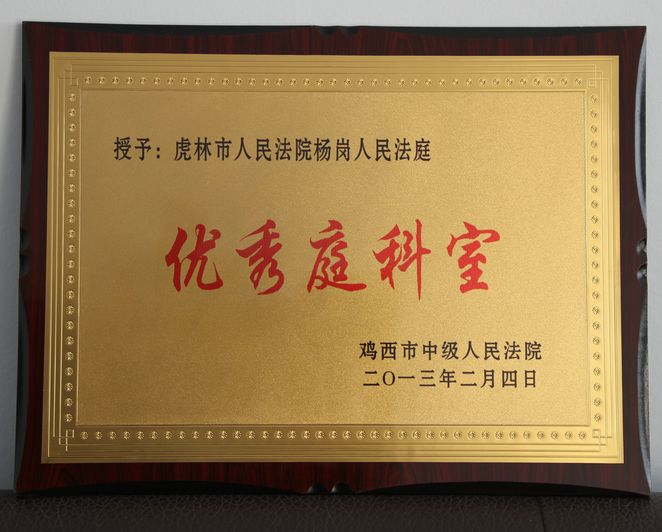 授予：虎林市人民法院杨岗人民法庭
优秀庭科室
鸡西市中级人民法院
二〇一三年二月四日